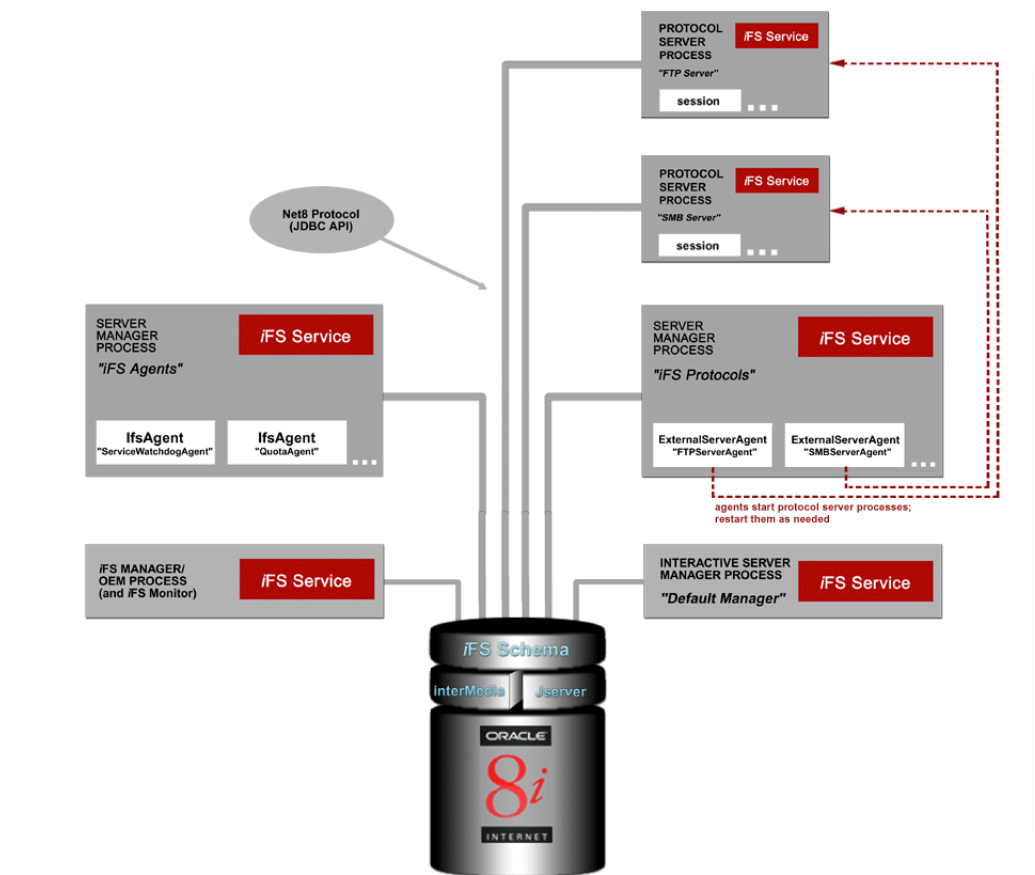 PROTOCOL
SERVER
PROCESS
"FTP Server"
iFS Service
session
PROTOCOL
SERVER
PROCESS
"SMB Server"
iFS Service
session
Net8 Protocol
(JDBC API)
SERVER
MANAGER
PROCESS
"iFS Agents"
iFS Service
IfsAgent
"ServiceWatchdogAgent"
IfsAgent
"QuotaAgent"
SERVER
MANAGER
PROCESS
"iFS Protocols"
iFS Service
ExternalServerAgent
"FTPServerAgent"
ExternalServerAgent
"SMBServerAgent"
agents start protocol server processes;
restart them as needed
iFS MANAGER/
OEM PROCESS
(and iFS Monitor)
iFS Service
INTERACTIVE SERVER
MANAGER PROCESS
"Default Manager"
iFS Service
iFS Schema
interMedia
Jserver
ORACLE
8i
INTERNET